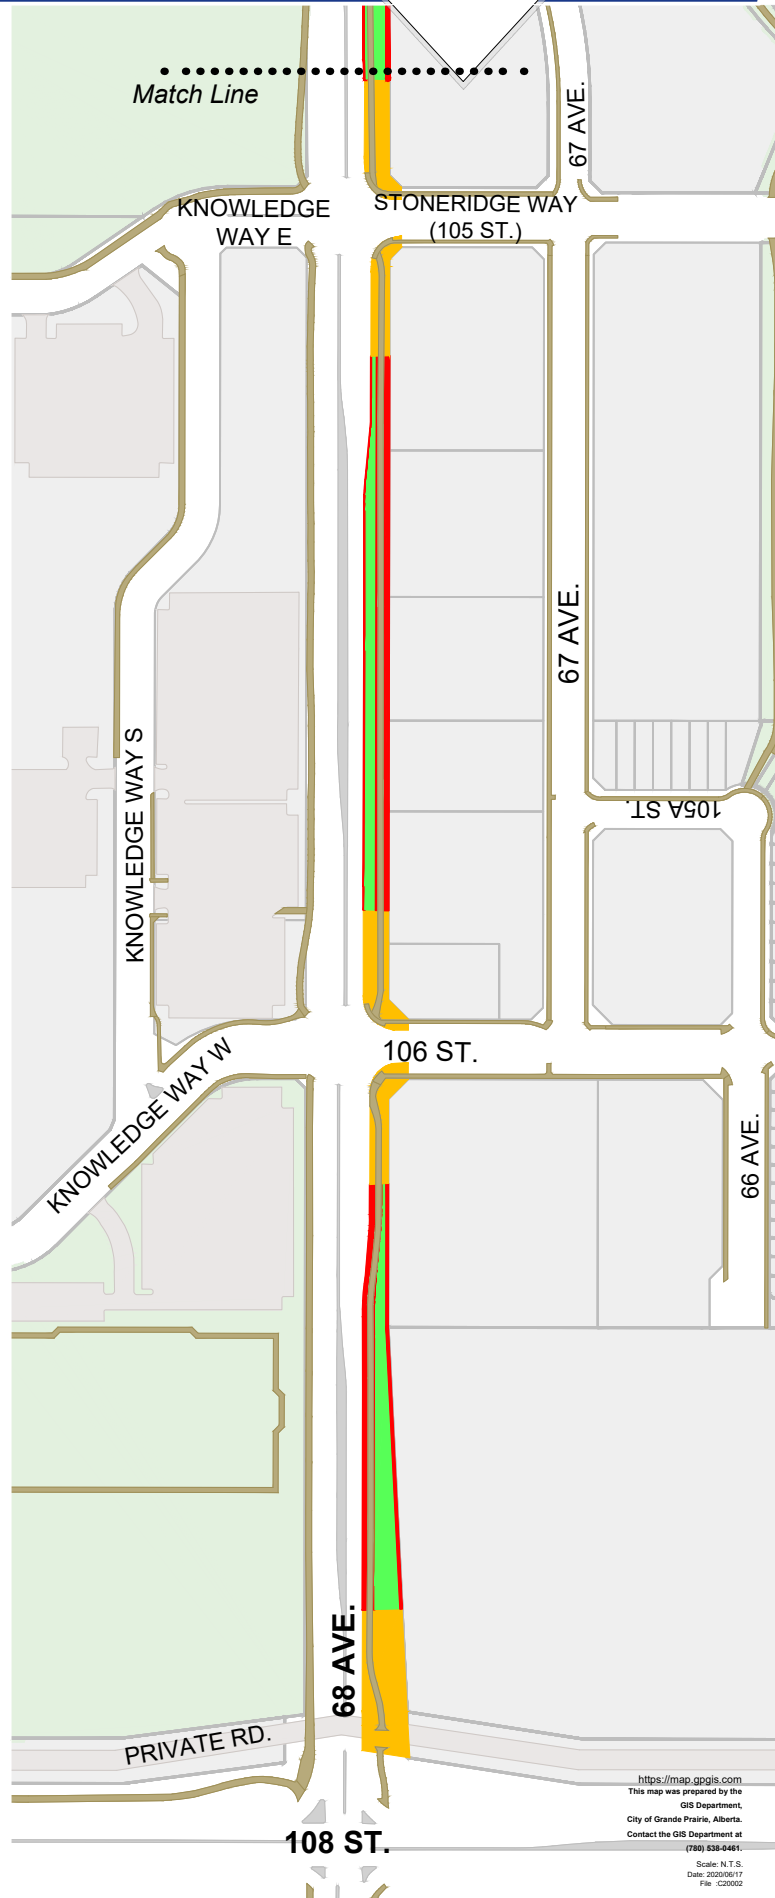 Match Line
67 AVE.
KNOWLEDGE
WAY E
STONERIDGE WAY
(105 ST.)
67 AVE.
KNOWLEDGE WAY S
105A ST.
106 ST.
KNOWLEDGE WAY W
66 AVE.
68 AVE.
PRIVATE RD.
108 ST.
https://map.gpgis.com
This map was prepared by the
GIS Department,
City of Grande Prairie, Alberta.
Contact the GIS Department at
(780) 538-0461.
Scale: N.T.S.
Date: 2020/06/17
File :C20002